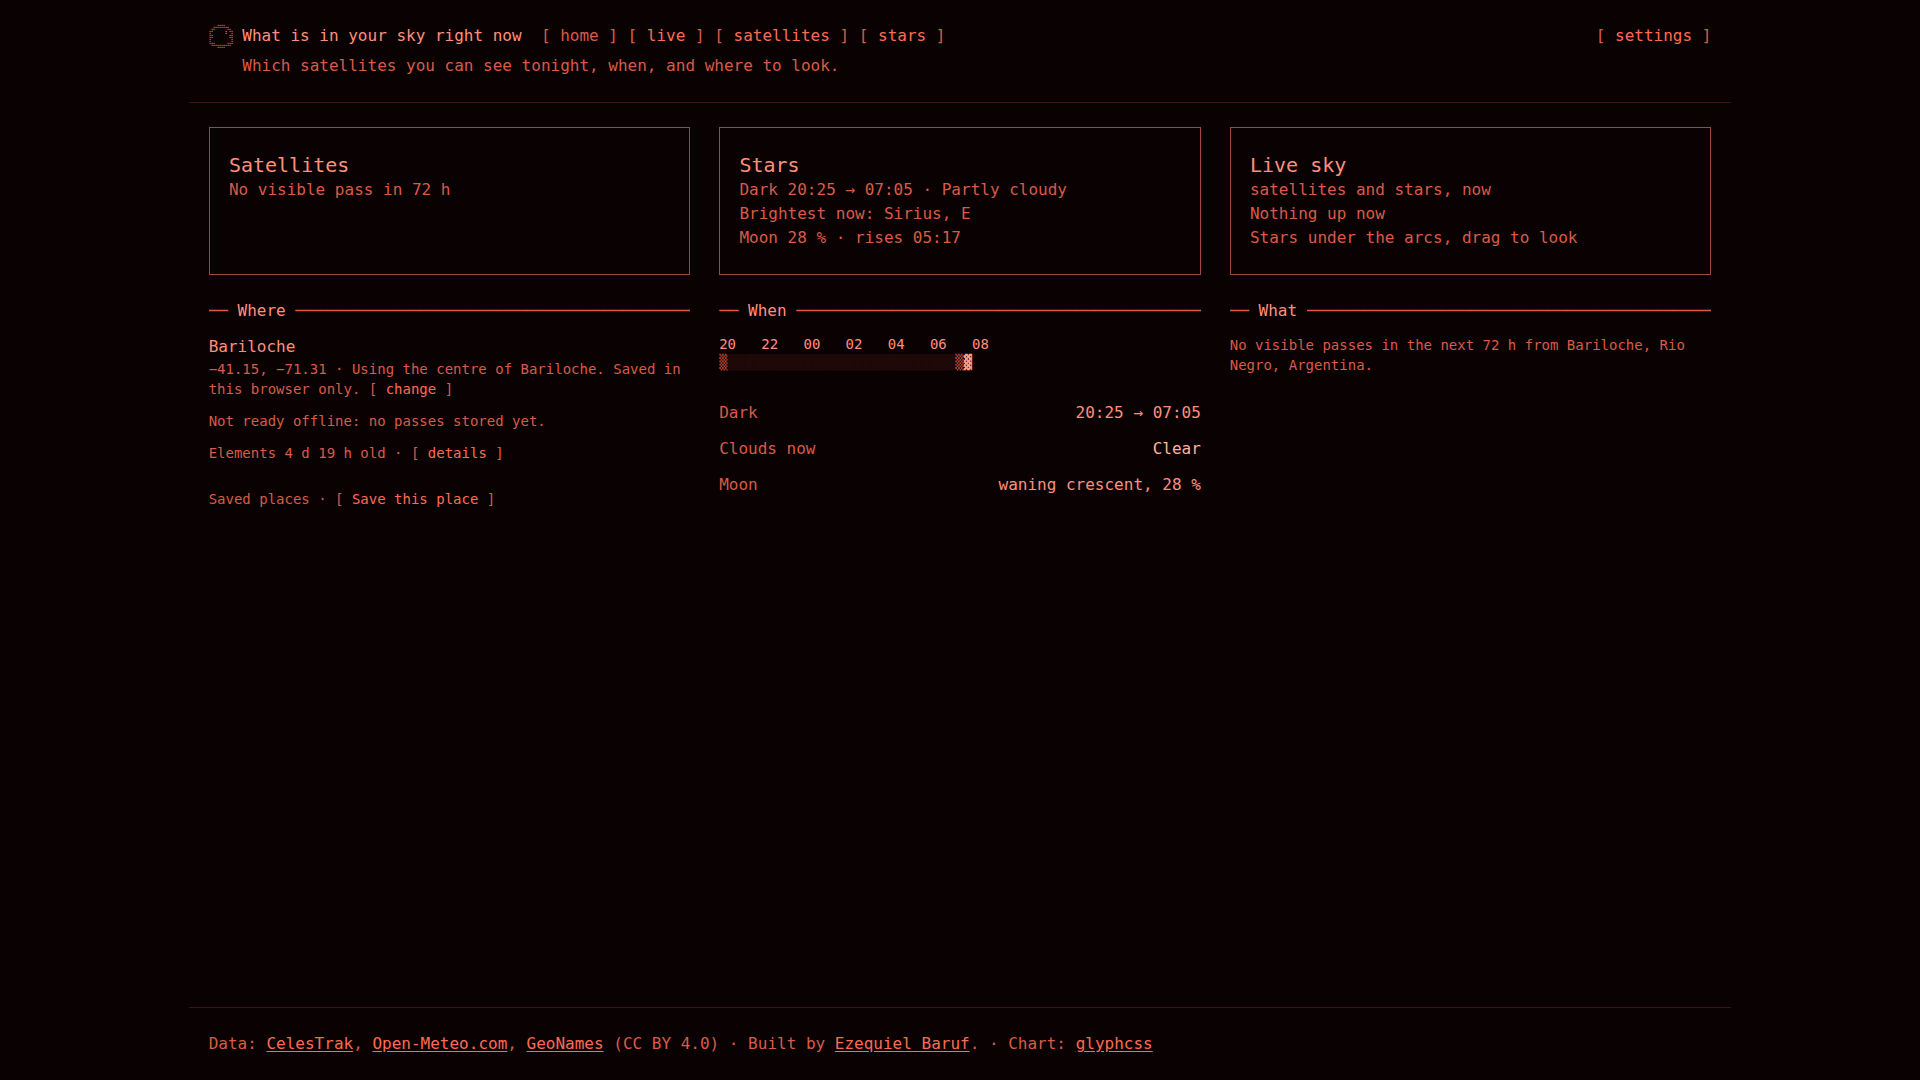 What is in your sky right now [ home ] [ live ] [ satellites ] [ stars ] [ settings ]
Which satellites you can see tonight, when, and where to look.
Satellites
No visible pass in 72 h
Stars
Dark 20:25 → 07:05 · Partly cloudy
Brightest now: Sirius, E
Moon 28 % · rises 05:17
Live sky
satellites and stars, now
Nothing up now
Stars under the arcs, drag to look
Where
Bariloche
−41.15, −71.31 · Using the centre of Bariloche. Saved in
this browser only. [ change ]
Not ready offline: no passes stored yet.
Elements 4 d 19 h old · [ details ]
Saved places · [ Save this place ]
When
20 22 00 02 04 06 08
Dark 20:25 → 07:05
Clouds now Clear
Moon waning crescent, 28 %
What
No visible passes in the next 72 h from Bariloche, Rio
Negro, Argentina.
Data: CelesTrak, Open-Meteo.com, GeoNames (CC BY 4.0) · Built by Ezequiel Baruf. · Chart: glyphcss